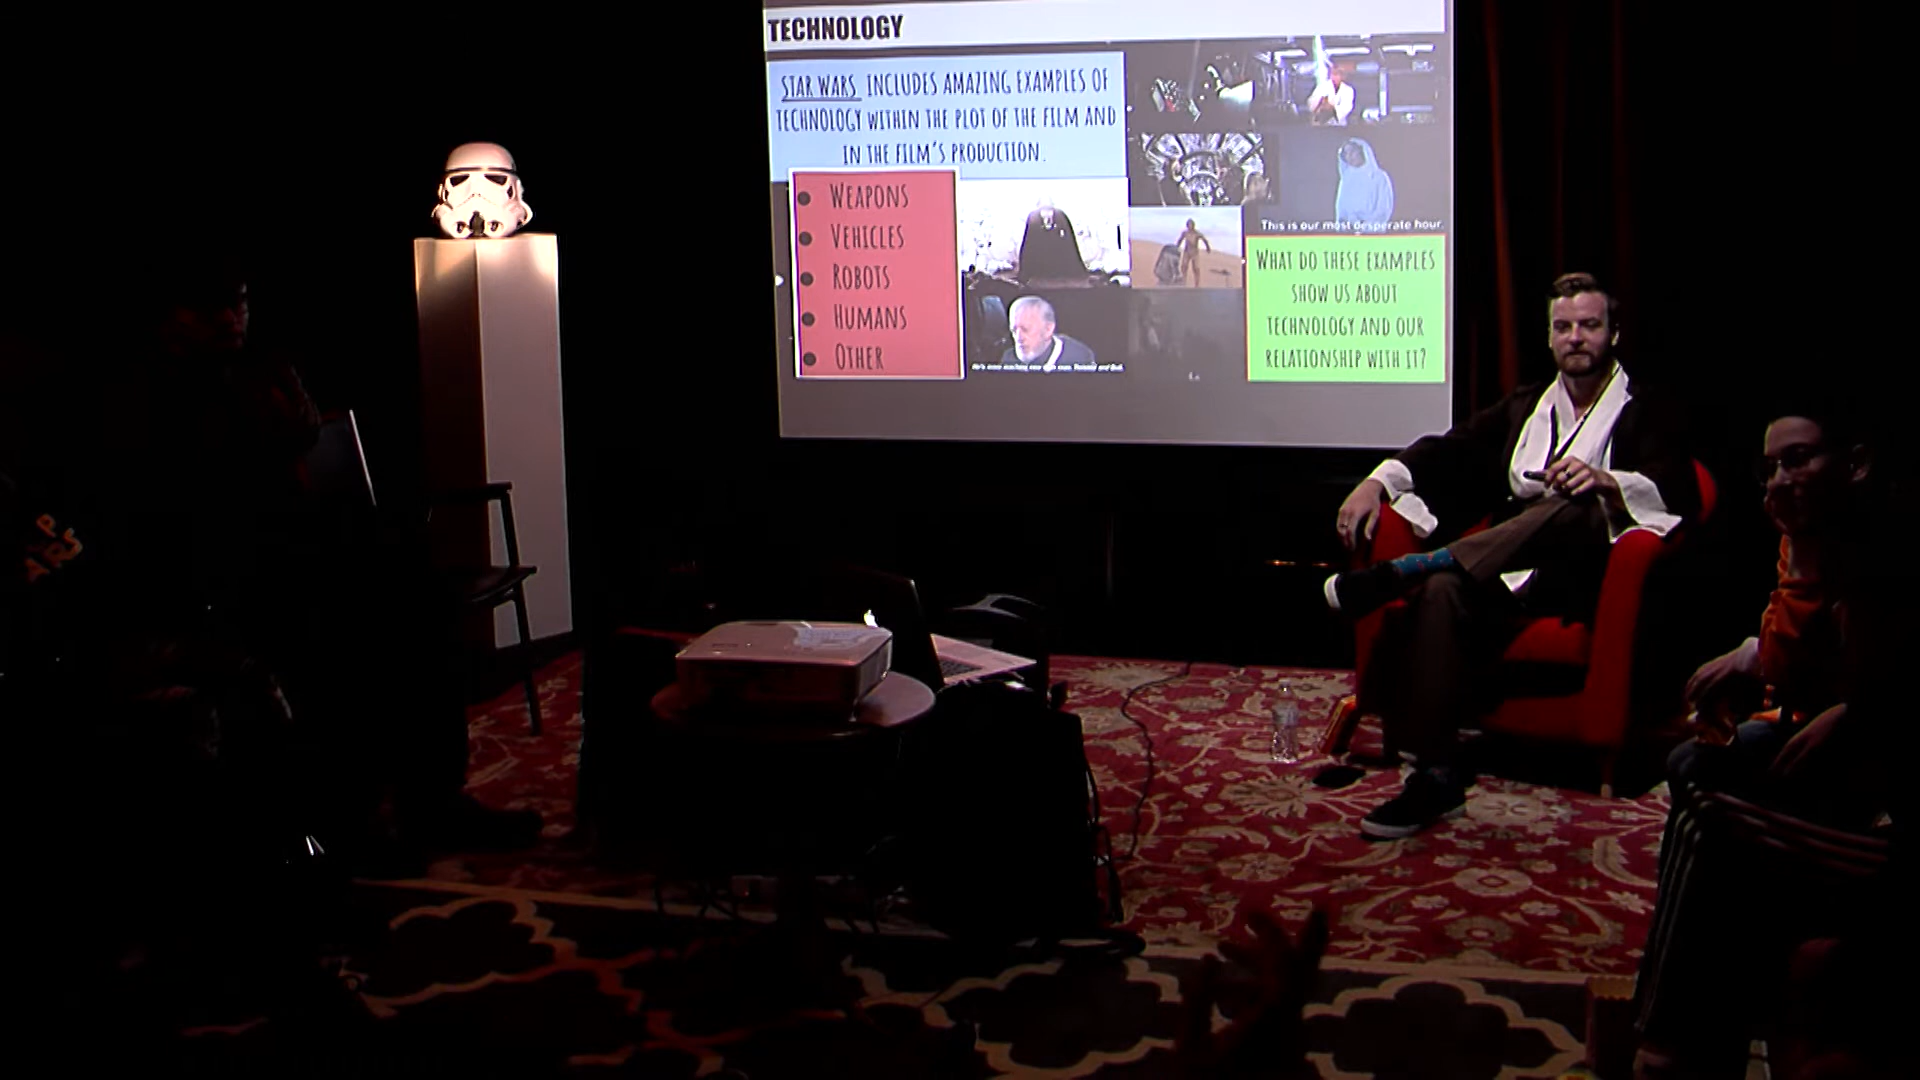 TECHNOLOGY
STAR WARS INCLUDES AMAZING EXAMPLES OF
TECHNOLOGY WITHIN THE PLOT OF THE FILM AND
IN THE FILM'S PRODUCTION.
WEAPONS
VEHICLES
ROBOTS
HUMANS
OTHER
This is our most desperate hour.
WHAT DO THESE EXAMPLES
SHOW US ABOUT
TECHNOLOGY AND OUR
RELATIONSHIP WITH IT?